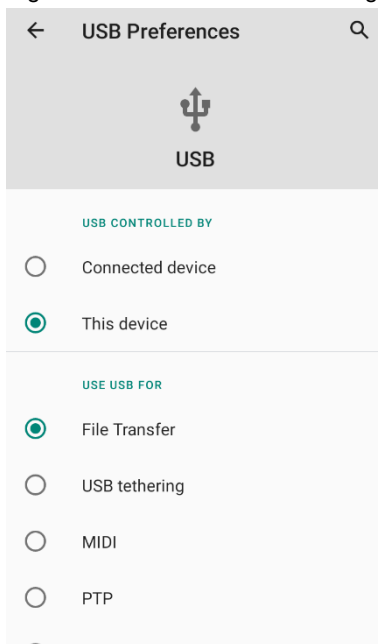 USB Preferences
USB
USB CONTROLLED BY
Connected device
This device
USE USB FOR
File Transfer
USB tethering
MIDI
PTP